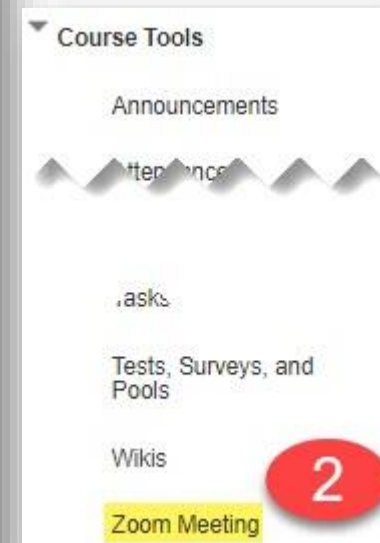 Course Tools
Announcements
Tests, Surveys, and
Pools
Wikis
2
Zoom Meeting